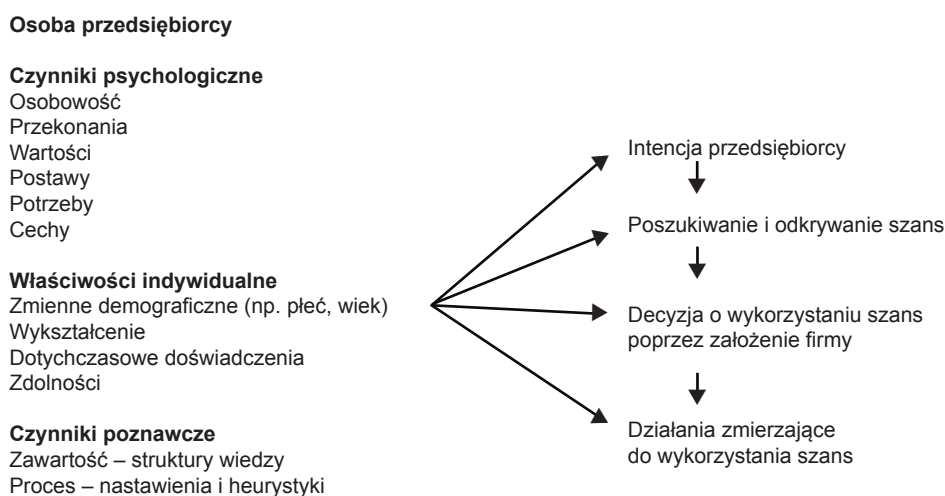 Osoba przedsiębiorcy
Czynniki psychologiczne
Osobowość
Przekonania
Wartości
Postawy
Potrzeby
Cechy
Właściwości indywidualne
Zmienne demograficzne (np. płeć, wiek)
Wykształcenie
Dotychczasowe doświadczenia
Zdolności
Czynniki poznawcze
Zawartość – struktury wiedzy
Proces – nastawienia i heurystyki
Intencja przedsiębiorcy
Poszukiwanie i odkrywanie szans
Decyzja o wykorzystaniu szans
poprzez założenie firmy
Działania zmierzające
do wykorzystania szans